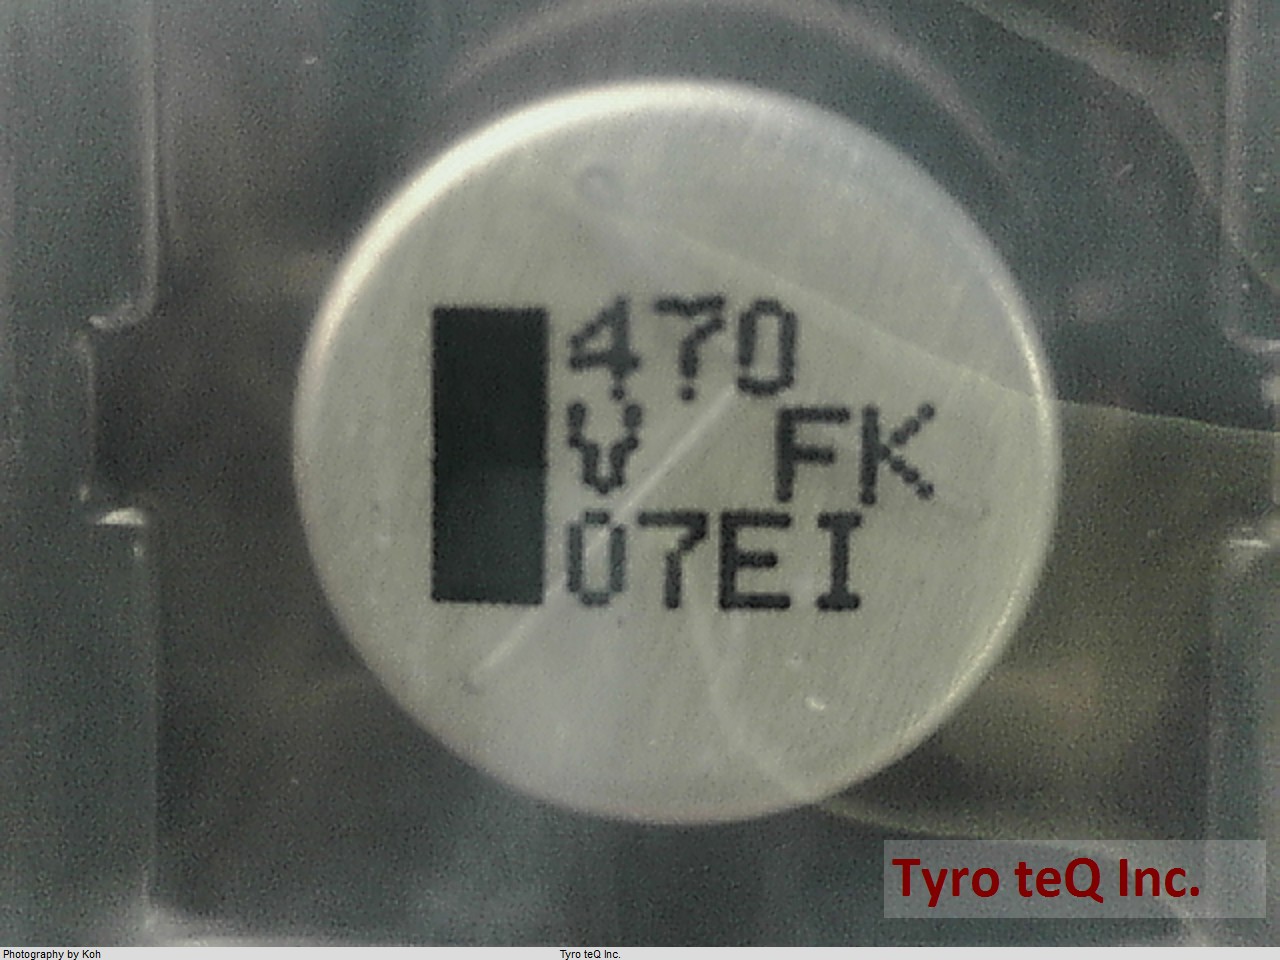 470
V FK
07EI
Tyro teQ Inc.
Photography by Koh
Tyro teQ Inc.